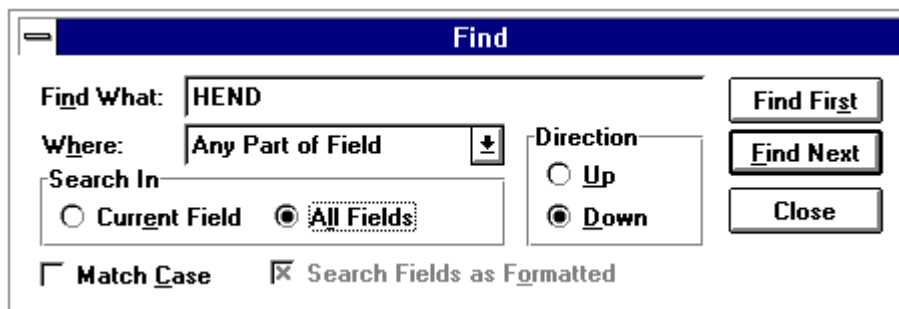 Find
Find What: HEND
Find First
Where: Any Part of Field
Direction
Find Next
Search In
Up
Current Field All Fields
Down
Close
Match Case Search Fields as Formatted